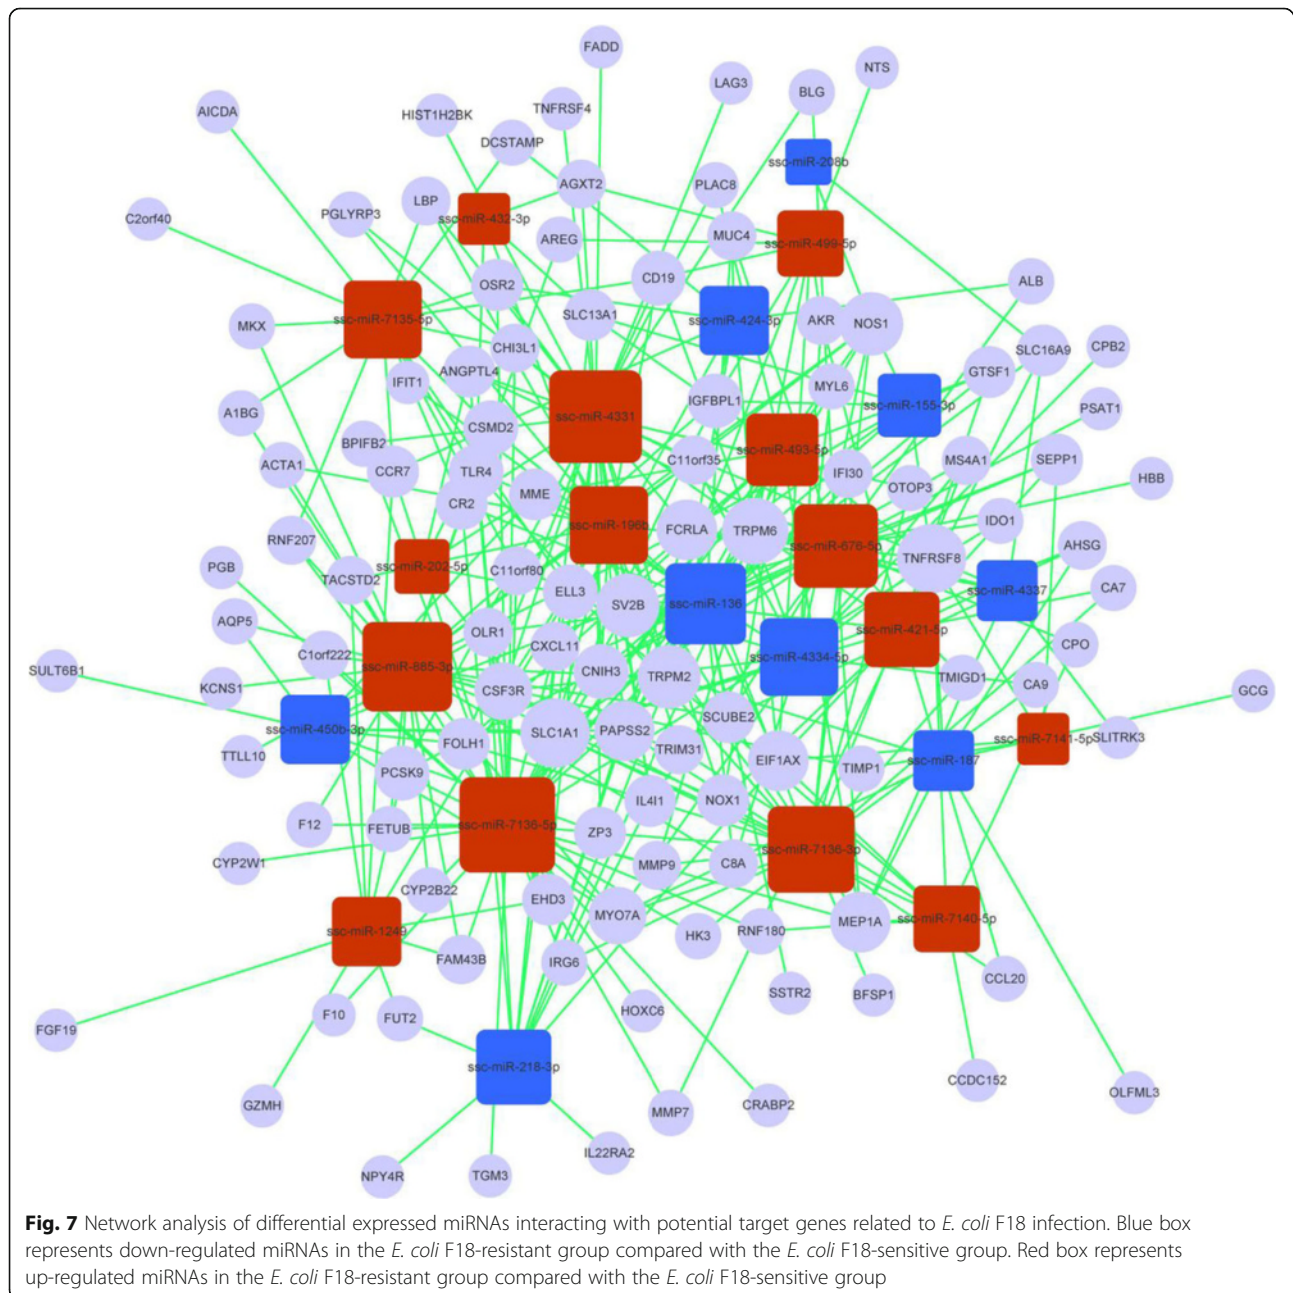 FADD
NTS
LAG3
BLG
AICDA
HIST1H2BK
TNFRSF4
DCSTAMP
ssc-miR-208b
AGXT2
PLAC8
LBP
PGLYRP3
C2orf40
ssc-miR-432-3p
AREG
MUC4
ssc-miR-499-5p
CD19
ALB
OSR2
SLC13A1
ssc-miR-7135-5p
ssc-miR-424-3p
AKR
NOS1
MKX
CHI3L1
SLC16A9
CPB2
ANGPTL4
GTSF1
IFIT1
MYL6
IGFBPL1
ssc-miR-155-3p
PSAT1
A1BG
ssc-miR-4331
CSMD2
BPIFB2
ssc-miR-493-5p
C11orf35
MS4A1
SEPP1
ACTA1
CCR7
TLR4
IFI30
HBB
OTOP3
MME
CR2
IDO1
ssc-miR-196b
FCRLA
TRPM6
RNF207
ssc-miR-676-5p
AHSG
TNFRSF8
PGB
ssc-miR-202-5p
C11orf80
TACSTD2
CA7
ELL3
SV2B
ssc-miR-136
ssc-miR-4337
AQP5
OLR1
ssc-miR-421-5p
CPO
CXCL11
C1orf222
ssc-miR-885-3p
ssc-miR-4334-5p
SULT6B1
CNIH3
TRPM2
TMIGD1
CA9
KCNS1
CSF3R
GCG
SCUBE2
ssc-miR-450b-3p
SLC1A1
PAPSS2
ssc-miR-7141-5p
SLITRK3
FOLH1
TRIM31
TTLL10
EIF1AX
TIMP1
ssc-miR-187
PCSK9
IL4I1
NOX1
F12
FETUB
ssc-miR-7136-5p
ZP3
ssc-miR-7136-3p
CYP2W1
MMP9
C8A
CYP2B22
EHD3
MYO7A
MEP1A
ssc-miR-7140-5p
ssc-miR-1249
HK3
RNF180
FAM43B
IRG6
CCL20
SSTR2
BFSP1
F10
FUT2
HOXC6
FGF19
ssc-miR-218-3p
CCDC152
OLFML3
GZMH
MMP7
CRABP2
IL22RA2
NPY4R
TGM3
Fig. 7 Network analysis of differential expressed miRNAs interacting with potential target genes related to E. coli F18 infection. Blue box
represents down-regulated miRNAs in the E. coli F18-resistant group compared with the E. coli F18-sensitive group. Red box represents
up-regulated miRNAs in the E. coli F18-resistant group compared with the E. coli F18-sensitive group